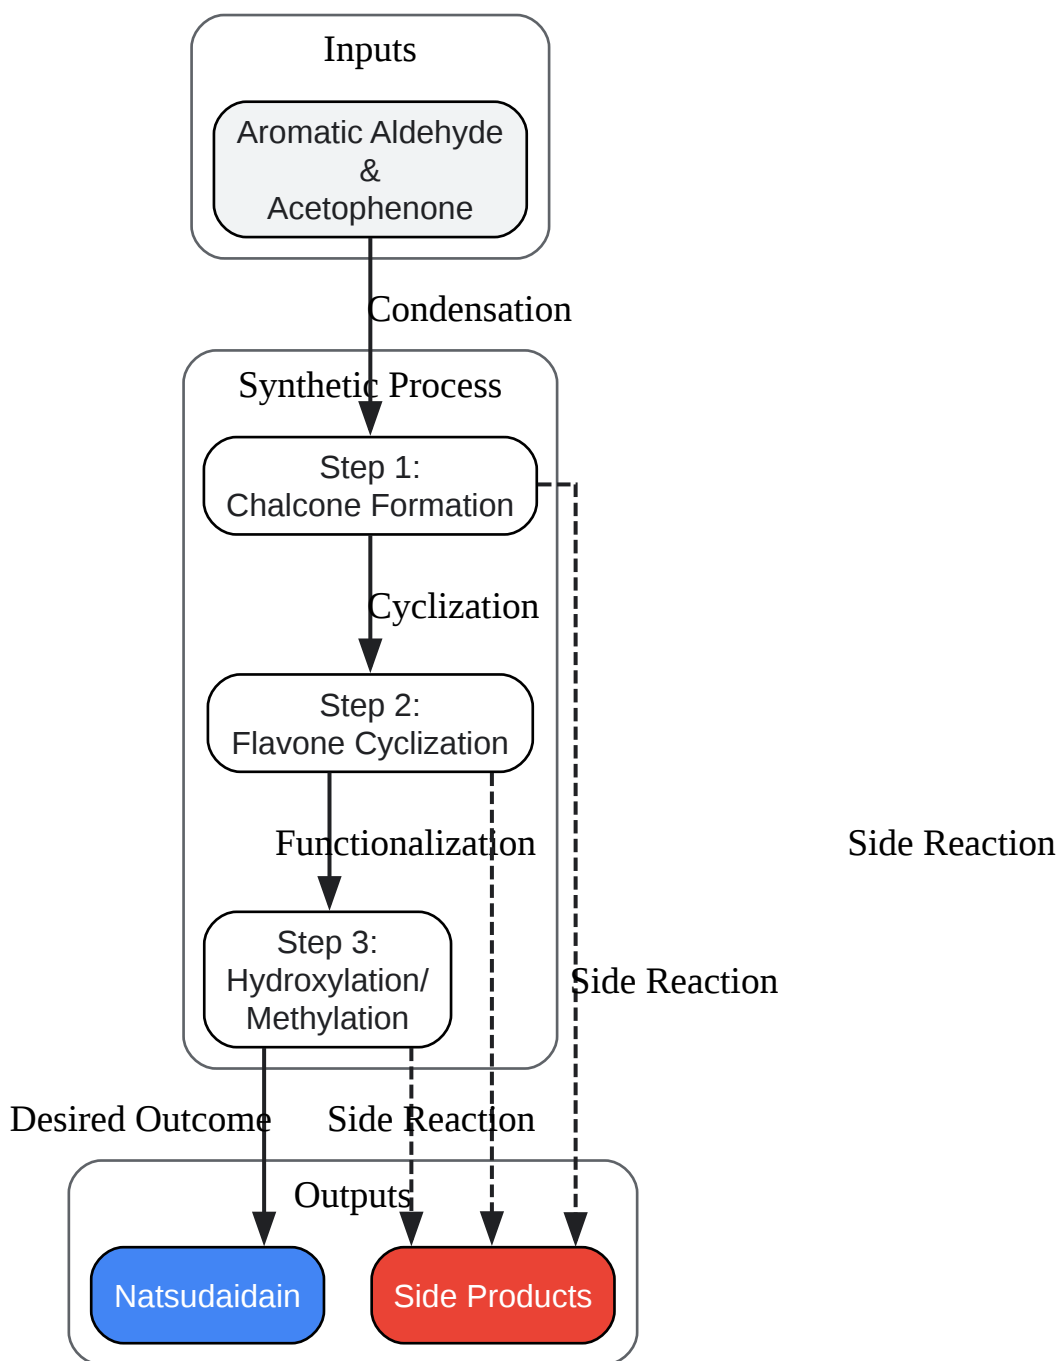 Inputs
Aromatic Aldehyde
&
Acetophenone
Condensation
Synthetic Process
Step 1:
Chalcone Formation
Cyclization
Step 2:
Flavone Cyclization
Functionalization
Side Reaction
Step 3:
Hydroxylation/
Methylation
Side Reaction
Desired Outcome
Side Reaction
Outputs
Natsudaidain
Side Products